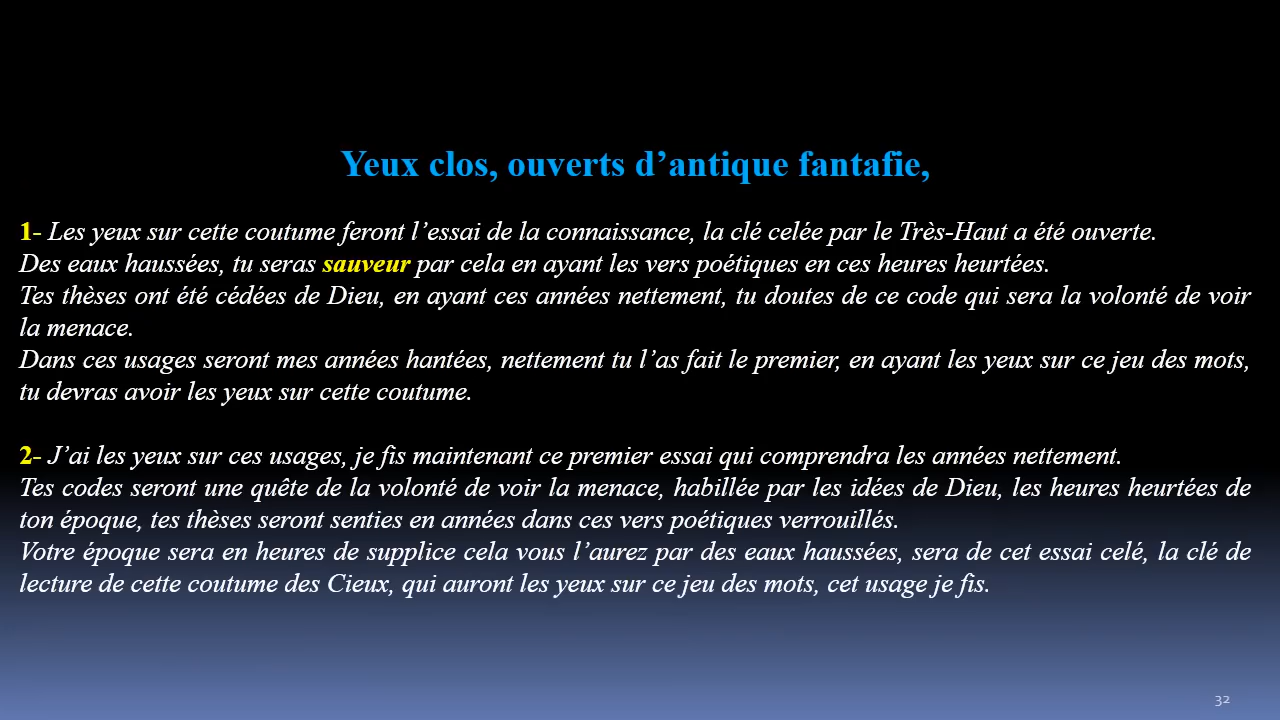 Yeux clos, ouverts d’antique fantafie,
1- Les yeux sur cette coutume feront l’essai de la connaissance, la clé celée par le Très-Haut a été ouverte.
Des eaux haussées, tu seras sauveur par cela en ayant les vers poétiques en ces heures heurtées.
Tes thèses ont été cédées de Dieu, en ayant ces années nettement, tu doutes de ce code qui sera la volonté de voir
la menace.
Dans ces usages seront mes années hantées, nettement tu l’as fait le premier, en ayant les yeux sur ce jeu des mots,
tu devras avoir les yeux sur cette coutume.
2- J’ai les yeux sur ces usages, je fis maintenant ce premier essai qui comprendra les années nettement.
Tes codes seront une quête de la volonté de voir la menace, habillée par les idées de Dieu, les heures heurtées de
ton époque, tes thèses seront senties en années dans ces vers poétiques verrouillés.
Votre époque sera en heures de supplice cela vous l’aurez par des eaux haussées, sera de cet essai celé, la clé de
lecture de cette coutume des Cieux, qui auront les yeux sur ce jeu des mots, cet usage je fis.
32